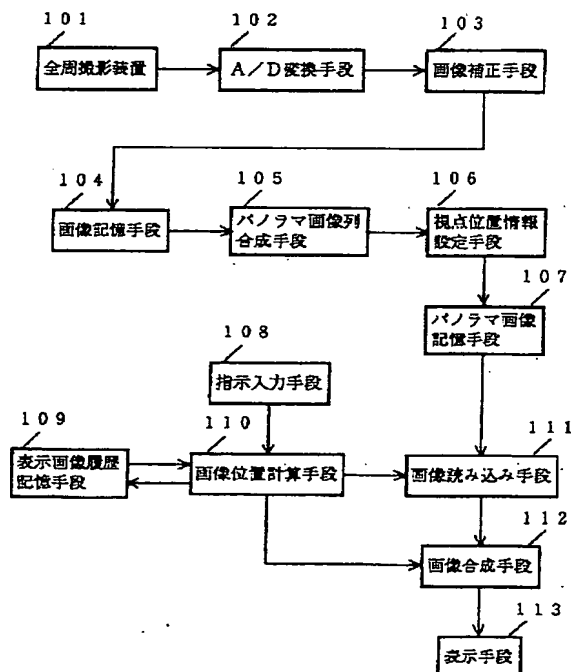 101
全周撮影装置
102
A/D変換手段
103
画像補正手段
104
画像記憶手段
105
パノラマ画像列
合成手段
106
視点位置情報
設定手段
107
パノラマ画像
記憶手段
108
指示入力手段
109
表示画像履歴
記憶手段
110
画像位置計算手段
111
画像読み込み手段
112
画像合成手段
113
表示手段